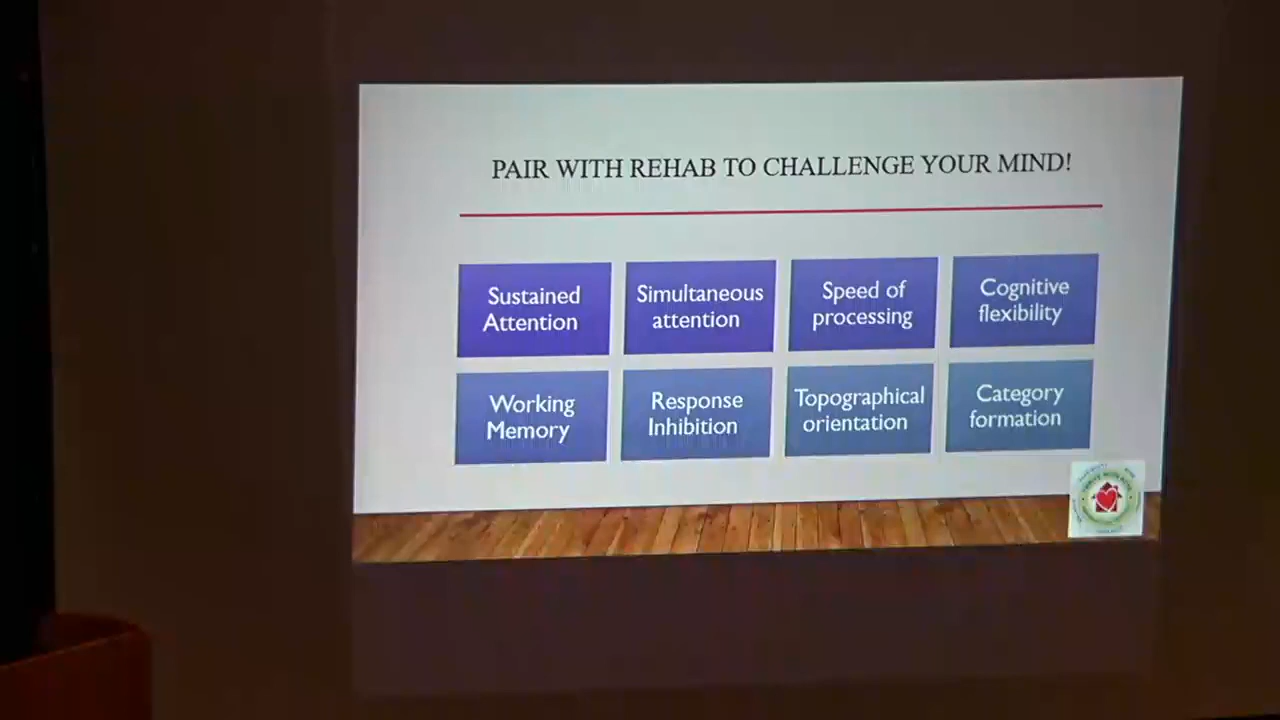 PAIR WITH REHAB TO CHALLENGE YOUR MIND!
Sustained
Attention
Simultaneous
attention
Speed of
processing
Cognitive
flexibility
Working
Memory
Response
Inhibition
Topographical
orientation
Category
formation